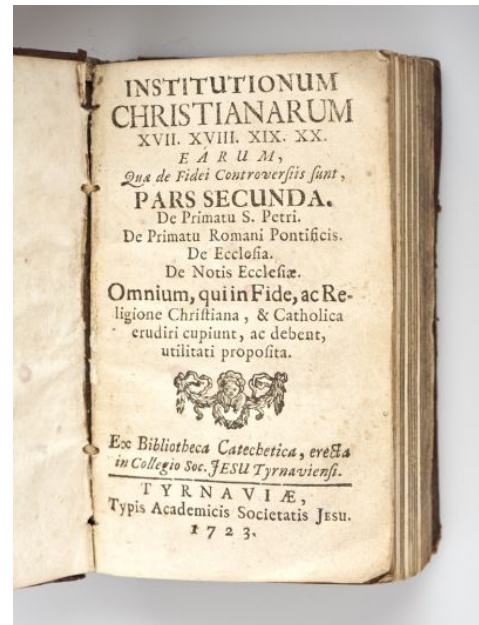 INSTITUTIONUM
CHRISTIANARUM
XVII. XVIII. XIX. XX.
EÁRUM,
Quæ de Fidei Controverſiis ſunt,
PARS SECUNDA.
De Primatu S. Petri.
De Primatu Romani Pontificis.
De Eccleſia.
De Notis Eccleſiæ.
Omnium, qui in Fide, ac Re-
ligione Chriſtiana, & Catholica
erudiri cupiunt, ac debent,
utilitati propoſita.
Ex Bibliotheca Catechetica, erecta
in Collegio Soc. JESU Tyrnavienſi.
TYRNAVIÆ,
Typis Academicis Societatis JESU.
1723.